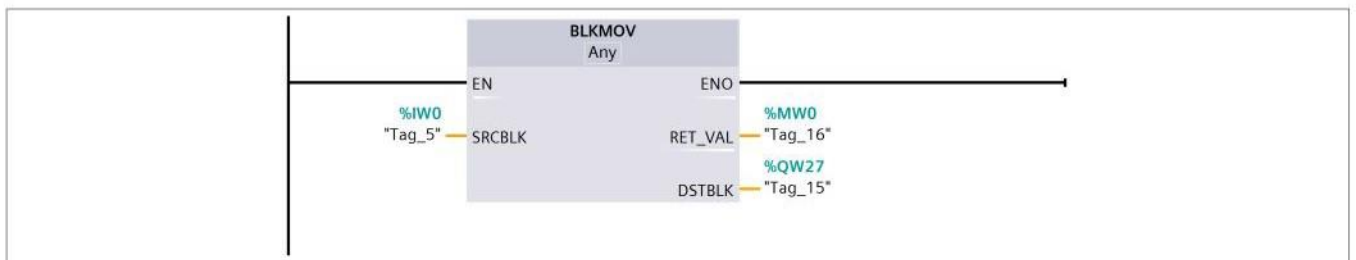 BLKMOV
Any
EN ENO
%IW0 %MW0
"Tag_5" SRCBLK RET_VAL "Tag_16"
%QW27
DSTBLK "Tag_15"